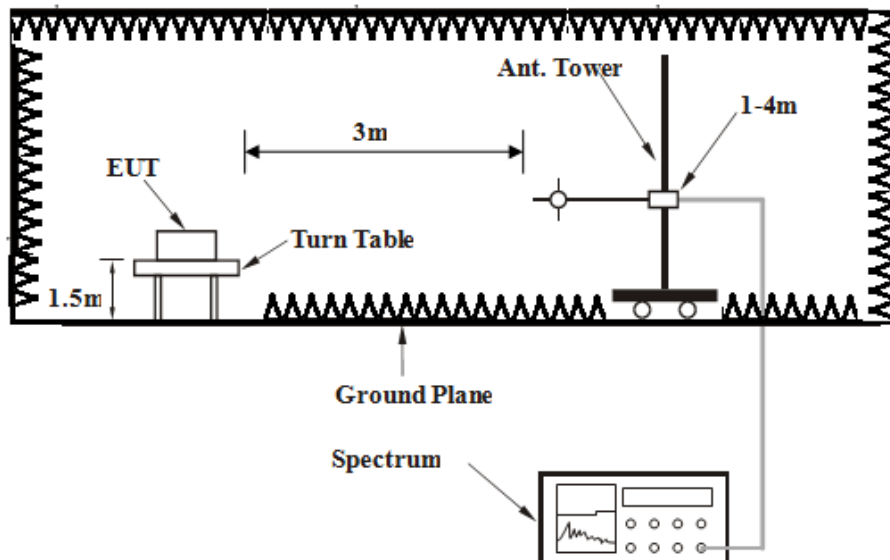 Ant. Tower
1-4m
3m
EUT
Turn Table
1.5m
Ground Plane
Spectrum